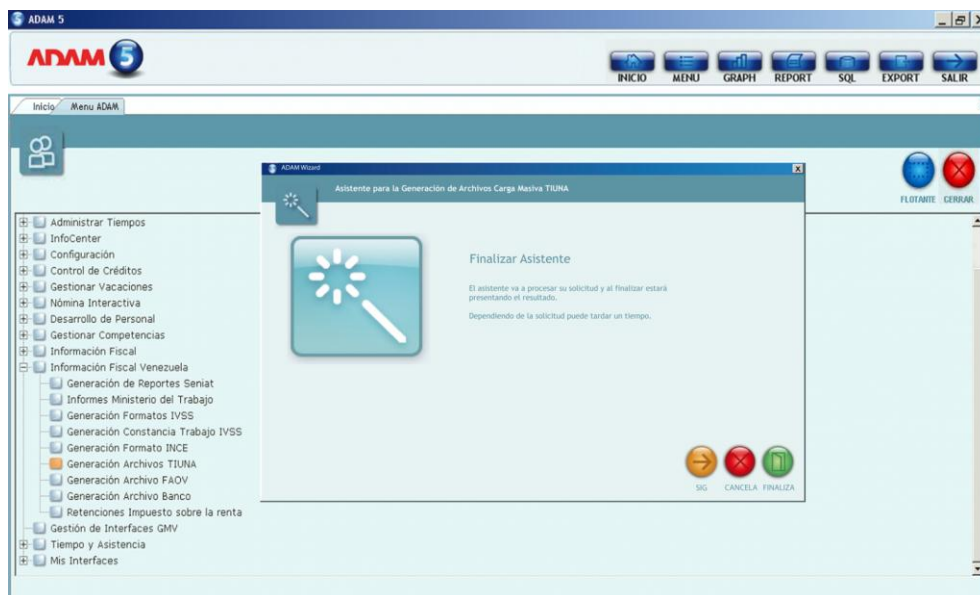 ADAM 5
ADAM 5
INICIO MENU GRAPH REPORT SQL EXPORT SALIR
Inicio Menu ADAM
FLOTANTE CERRAR
ADAM Wizard
Asistente para la Generación de Archivos Carga Masiva TIUNA
Finalizar Asistente
El asistente va a procesar su solicitud y al finalizar estará
presentando el resultado.
Dependiendo de la solicitud puede tardar un tiempo.
SIG CANCELA FINALIZA
Administrar Tiempos
InfoCenter
Configuración
Control de Créditos
Gestionar Vacaciones
Nómina Interactiva
Desarrollo de Personal
Gestionar Competencias
Información Fiscal
Información Fiscal Venezuela
Generación de Reportes Seniat
Informes Ministerio del Trabajo
Generación Formatos IVSS
Generación Constancia Trabajo IVSS
Generación Formato INCE
Generación Archivos TIUNA
Generación Archivo FAOV
Generación Archivo Banco
Retenciones Impuesto sobre la renta
Gestión de Interfaces GMV
Tiempo y Asistencia
Mis Interfaces